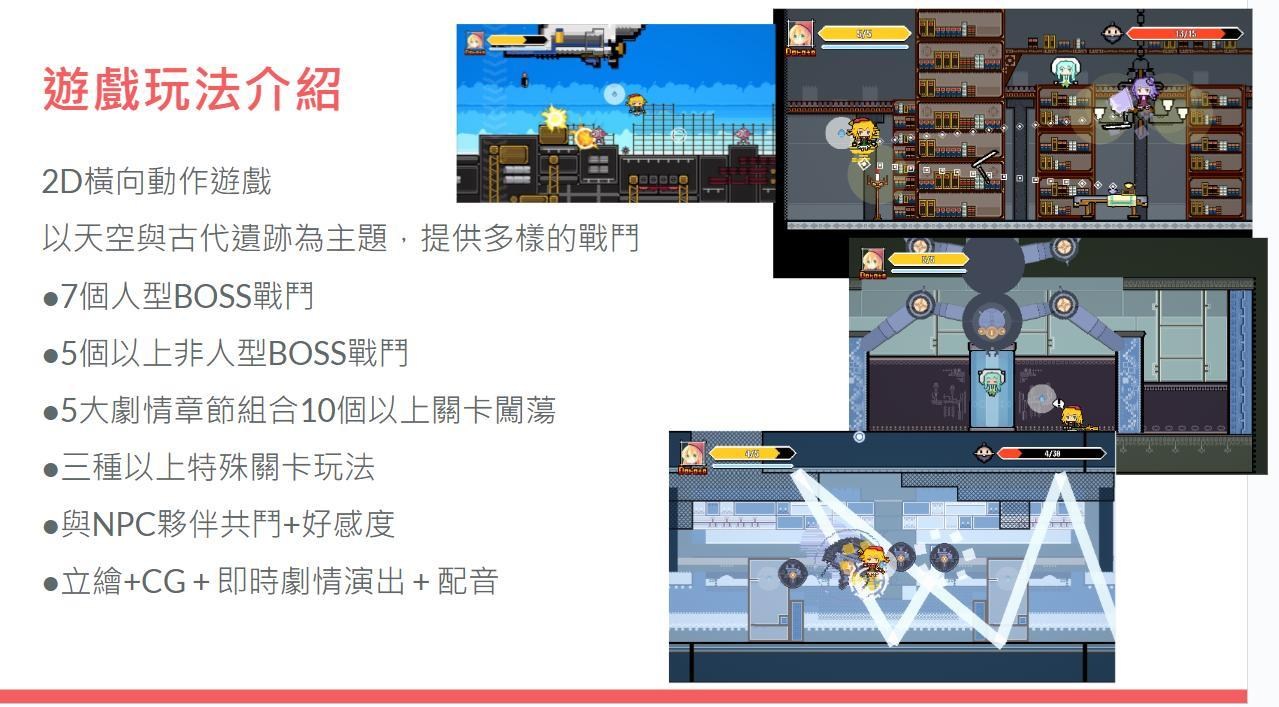 遊戲玩法介紹
2D橫向動作遊戲
以天空與古代遺跡為主題，提供多樣的戰鬥
●7個人型BOSS戰鬥
●5個以上非人型BOSS戰鬥
●5大劇情章節組合10個以上關卡闖蕩
●三種以上特殊關卡玩法
●與NPC夥伴共鬥+好感度
●立繪+CG + 即時劇情演出 + 配音
5/5
13/15
5/5
4/5
4/30